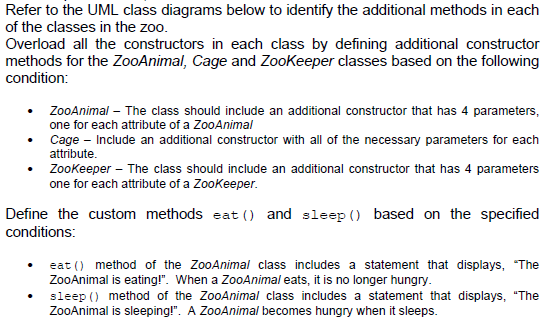 Refer to the UML class diagrams below to identify the additional methods in each
of the classes in the zoo.
Overload all the constructors in each class by defining additional constructor
methods for the ZooAnimal, Cage and ZooKeeper classes based on the following
condition:
• ZooAnimal – The class should include an additional constructor that has 4 parameters,
one for each attribute of a ZooAnimal
• Cage – Include an additional constructor with all of the necessary parameters for each
attribute.
• ZooKeeper – The class should include an additional constructor that has 4 parameters
one for each attribute of a ZooKeeper.
Define the custom methods eat() and sleep() based on the specified
conditions:
• eat() method of the ZooAnimal class includes a statement that displays, “The
ZooAnimal is eating!”. When a ZooAnimal eats, it is no longer hungry.
• sleep() method of the ZooAnimal class includes a statement that displays, “The
ZooAnimal is sleeping!”. A ZooAnimal becomes hungry when it sleeps.